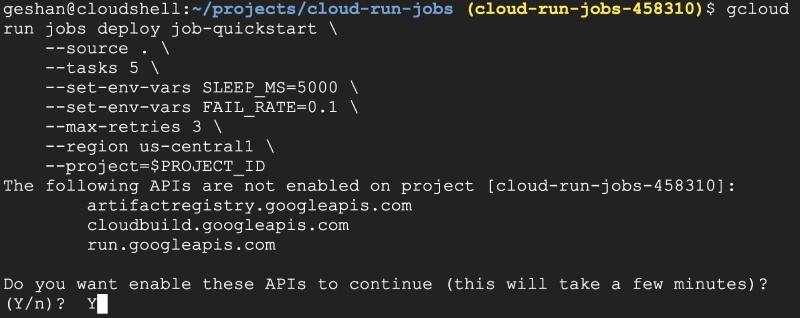 geshan@cloudshell:~/projects/cloud-run-jobs (cloud-run-jobs-458310)$ gcloud
run jobs deploy job-quickstart \
    --source . \
    --tasks 5 \
    --set-env-vars SLEEP_MS=5000 \
    --set-env-vars FAIL_RATE=0.1 \
    --max-retries 3 \
    --region us-central1 \
    --project=$PROJECT_ID
The following APIs are not enabled on project [cloud-run-jobs-458310]:
        artifactregistry.googleapis.com
        cloudbuild.googleapis.com
        run.googleapis.com
Do you want enable these APIs to continue (this will take a few minutes)?
(Y/n)?  Y